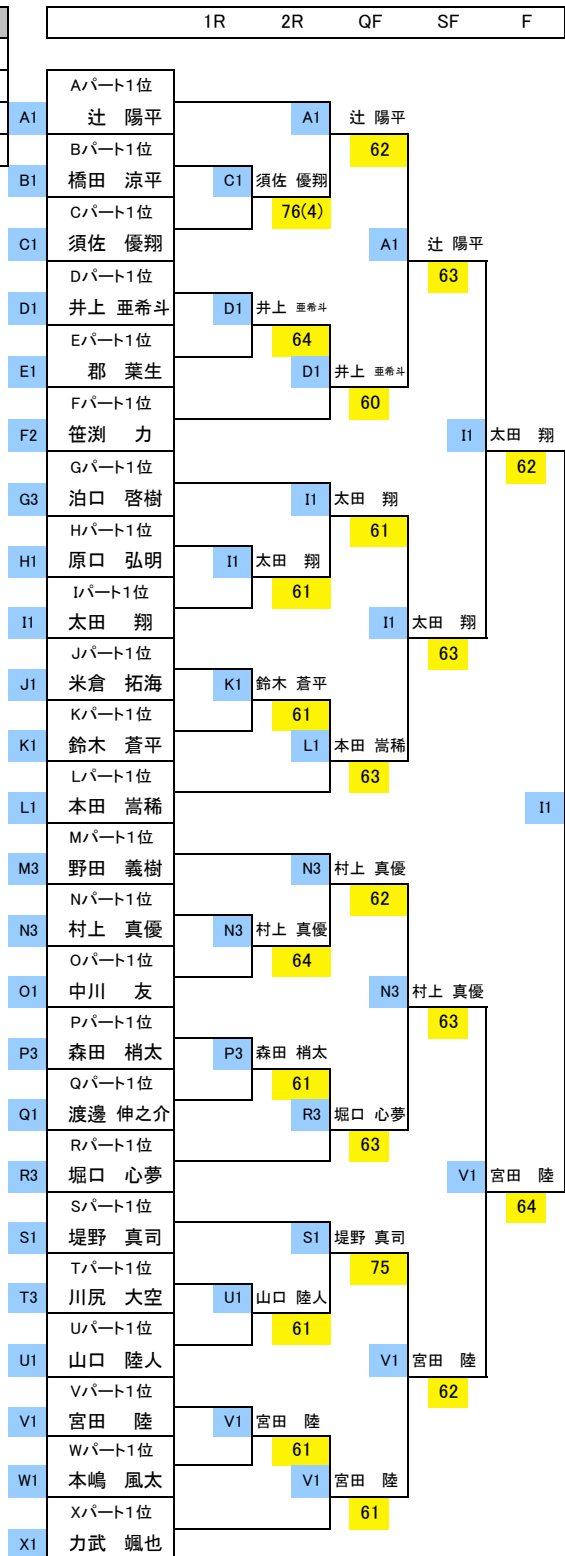 1R 2R QF SF F
Aパート1位
A1 辻 陽平 A1 辻 陽平
Bパート1位 62
B1 橋田 涼平 C1 須佐 優翔
Cパート1位 76(4)
C1 須佐 優翔 A1 辻 陽平
Dパート1位 63
D1 井上 亜希斗 D1 井上 亜希斗
Eパート1位 64
E1 郡 葉生 D1 井上 亜希斗
Fパート1位 60
F2 笹渕 力 I1 太田 翔
Gパート1位 62
G3 泊口 啓樹 I1 太田 翔
Hパート1位 61
H1 原口 弘明 I1 太田 翔
Iパート1位 61
I1 太田 翔 I1 太田 翔
Jパート1位 63
J1 米倉 拓海 K1 鈴木 蒼平
Kパート1位 61
K1 鈴木 蒼平 L1 本田 嵩稀
Lパート1位 63
L1 本田 嵩稀 I1
Mパート1位
M3 野田 義樹 N3 村上 真優
Nパート1位 62
N3 村上 真優 N3 村上 真優
Oパート1位 64
O1 中川 友 N3 村上 真優
Pパート1位 63
P3 森田 梢太 P3 森田 梢太
Qパート1位 61
Q1 渡邊 伸之介 R3 堀口 心夢
Rパート1位 63
R3 堀口 心夢 V1 宮田 陸
Sパート1位 64
S1 堤野 真司 S1 堤野 真司
Tパート1位 75
T3 川尻 大空 U1 山口 陸人
Uパート1位 61
U1 山口 陸人 V1 宮田 陸
Vパート1位 62
V1 宮田 陸 V1 宮田 陸
Wパート1位 61
W1 本嶋 風太 V1 宮田 陸
Xパート1位 61
X1 力武 颯也